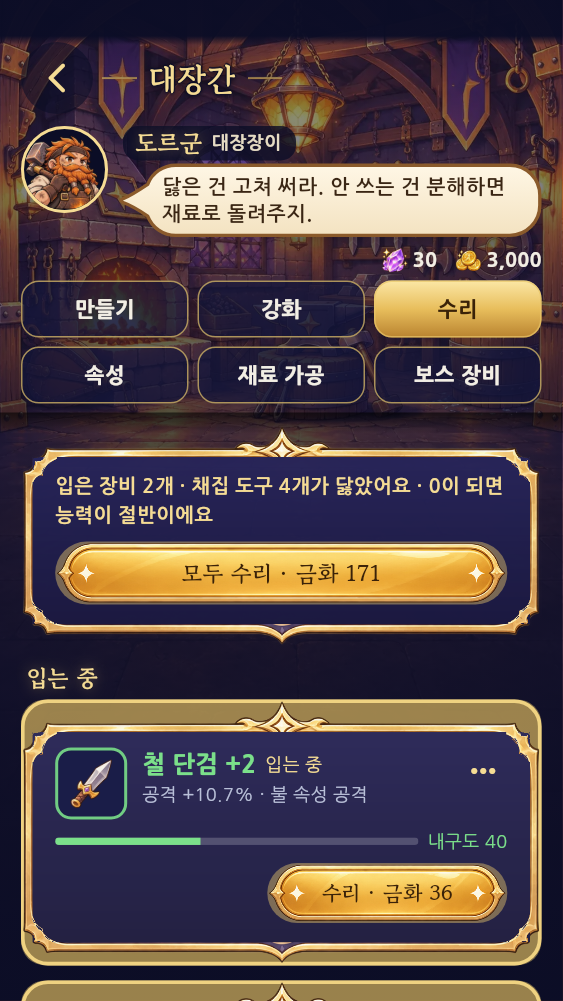 대장간
도르군 대장장이
닳은 건 고쳐 써라. 안 쓰는 건 분해하면
재료로 돌려주지.
30 3,000
만들기 강화 수리
속성 재료 가공 보스 장비
입은 장비 2개 · 채집 도구 4개가 닳았어요 · 0이 되면
능력이 절반이에요
모두 수리 · 금화 171
입는 중
철 단검 +2 입는 중
공격 +10.7% · 불 속성 공격
내구도 40
수리 · 금화 36